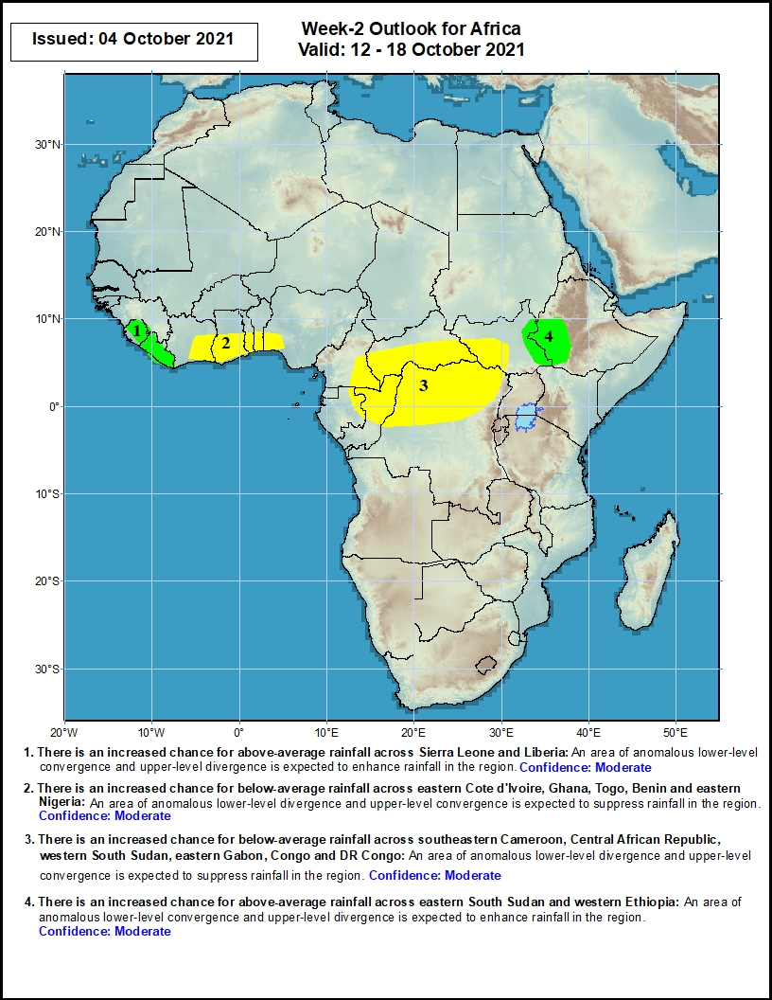 Issued: 04 October 2021
Week-2 Outlook for Africa
Valid: 12 - 18 October 2021
30°N
20°N
10°N
0°
10°S
20°S
30°S
1
2
3
4
20°W
10°W
0°
10°E
20°E
30°E
40°E
50°E
1. There is an increased chance for above-average rainfall across Sierra Leone and Liberia: An area of anomalous lower-level
convergence and upper-level divergence is expected to enhance rainfall in the region. Confidence: Moderate
2. There is an increased chance for below-average rainfall across eastern Cote d'Ivoire, Ghana, Togo, Benin and eastern
Nigeria: An area of anomalous lower-level divergence and upper-level convergence is expected to suppress rainfall in the region.
Confidence: Moderate
3. There is an increased chance for below-average rainfall across southeastern Cameroon, Central African Republic,
western South Sudan, eastern Gabon, Congo and DR Congo: An area of anomalous lower-level divergence and upper-level
convergence is expected to suppress rainfall in the region. Confidence: Moderate
4. There is an increased chance for above-average rainfall across eastern South Sudan and western Ethiopia: An area of
anomalous lower-level convergence and upper-level divergence is expected to enhance rainfall in the region.
Confidence: Moderate